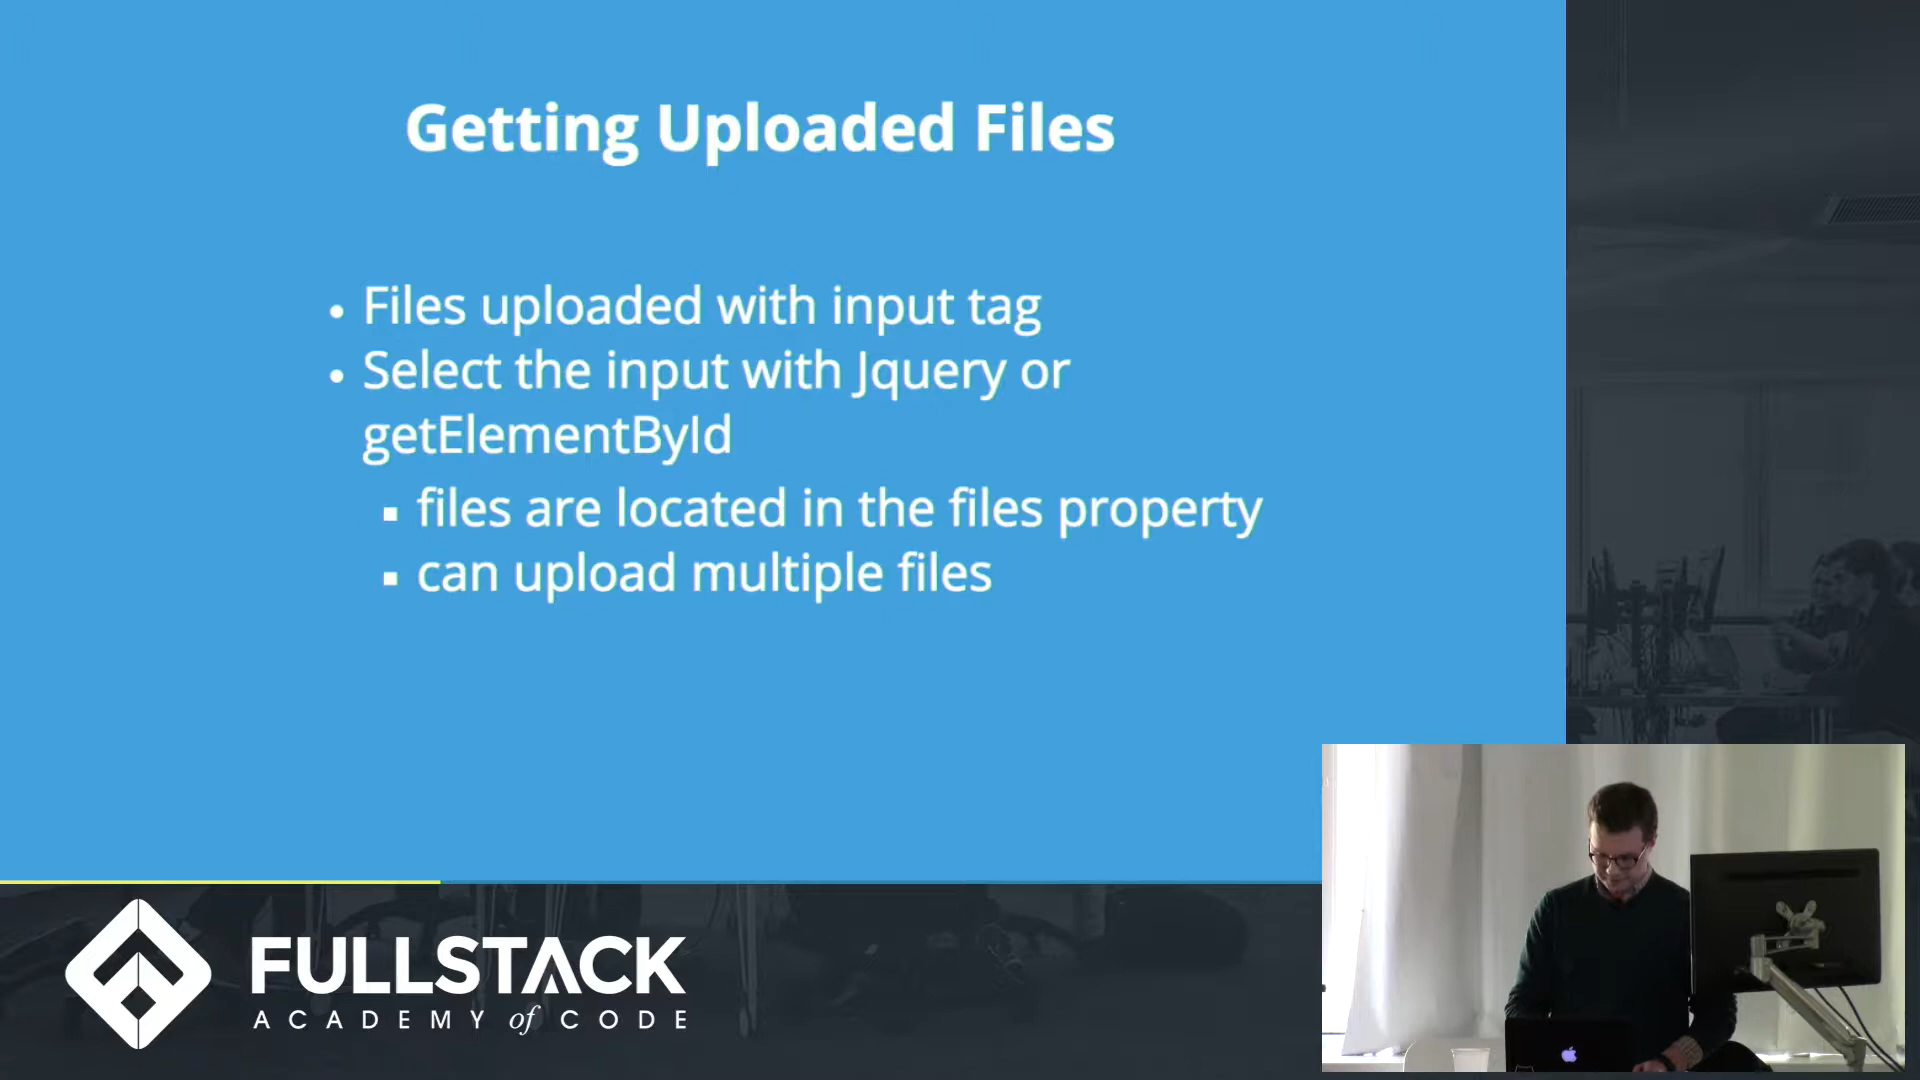 Getting Uploaded Files
• Files uploaded with input tag
• Select the input with Jquery or
getElementById
▪ files are located in the files property
▪ can upload multiple files
FULLSTACK
ACADEMY of CODE